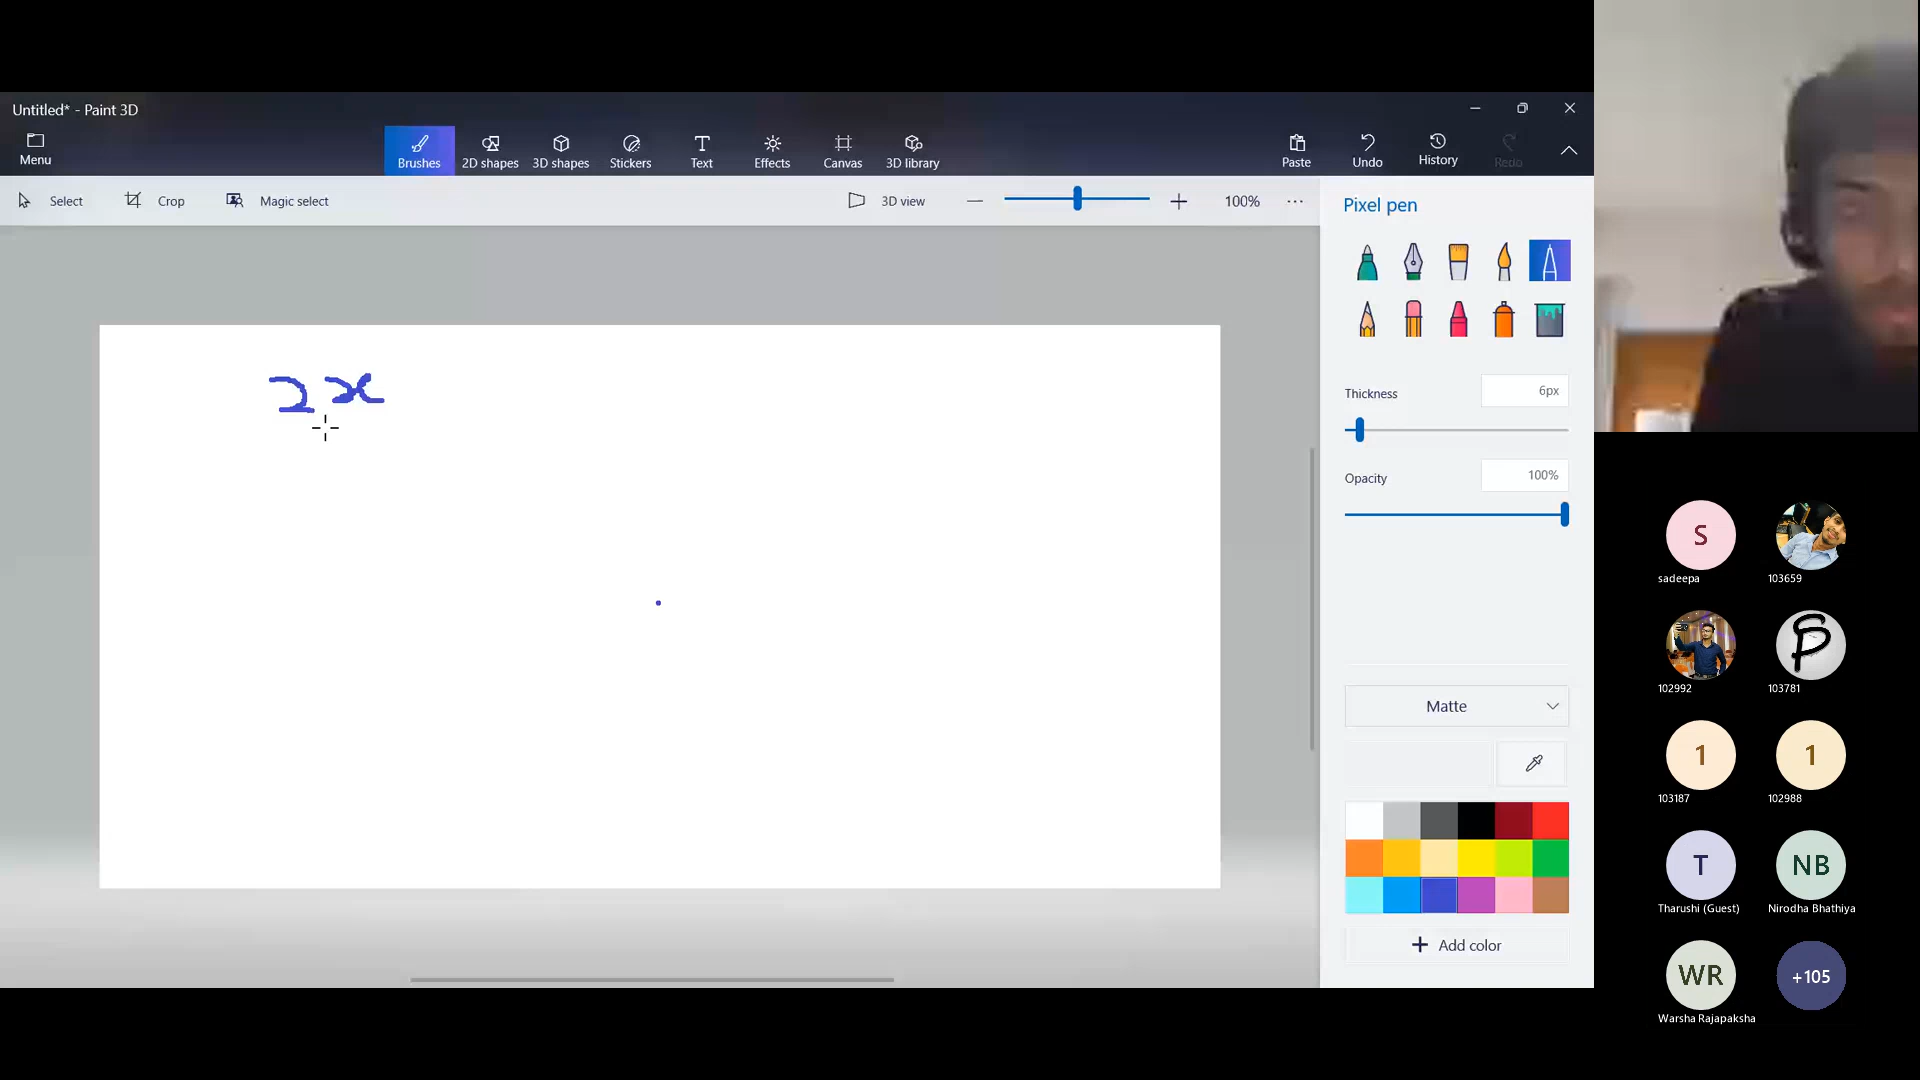 Untitled* - Paint 3D
Menu
Brushes
2D shapes
3D shapes
Stickers
Text
Effects
Canvas
3D library
Paste
Undo
History
Redo
Select
Crop
Magic select
3D view
100%
Pixel pen
Thickness
6px
Opacity
100%
Matte
Add color
2x
S
sadeepa
103659
102992
103781
1
103187
1
102988
T
Tharushi (Guest)
NB
Nirodha Bhathiya
WR
Warsha Rajapaksha
+105